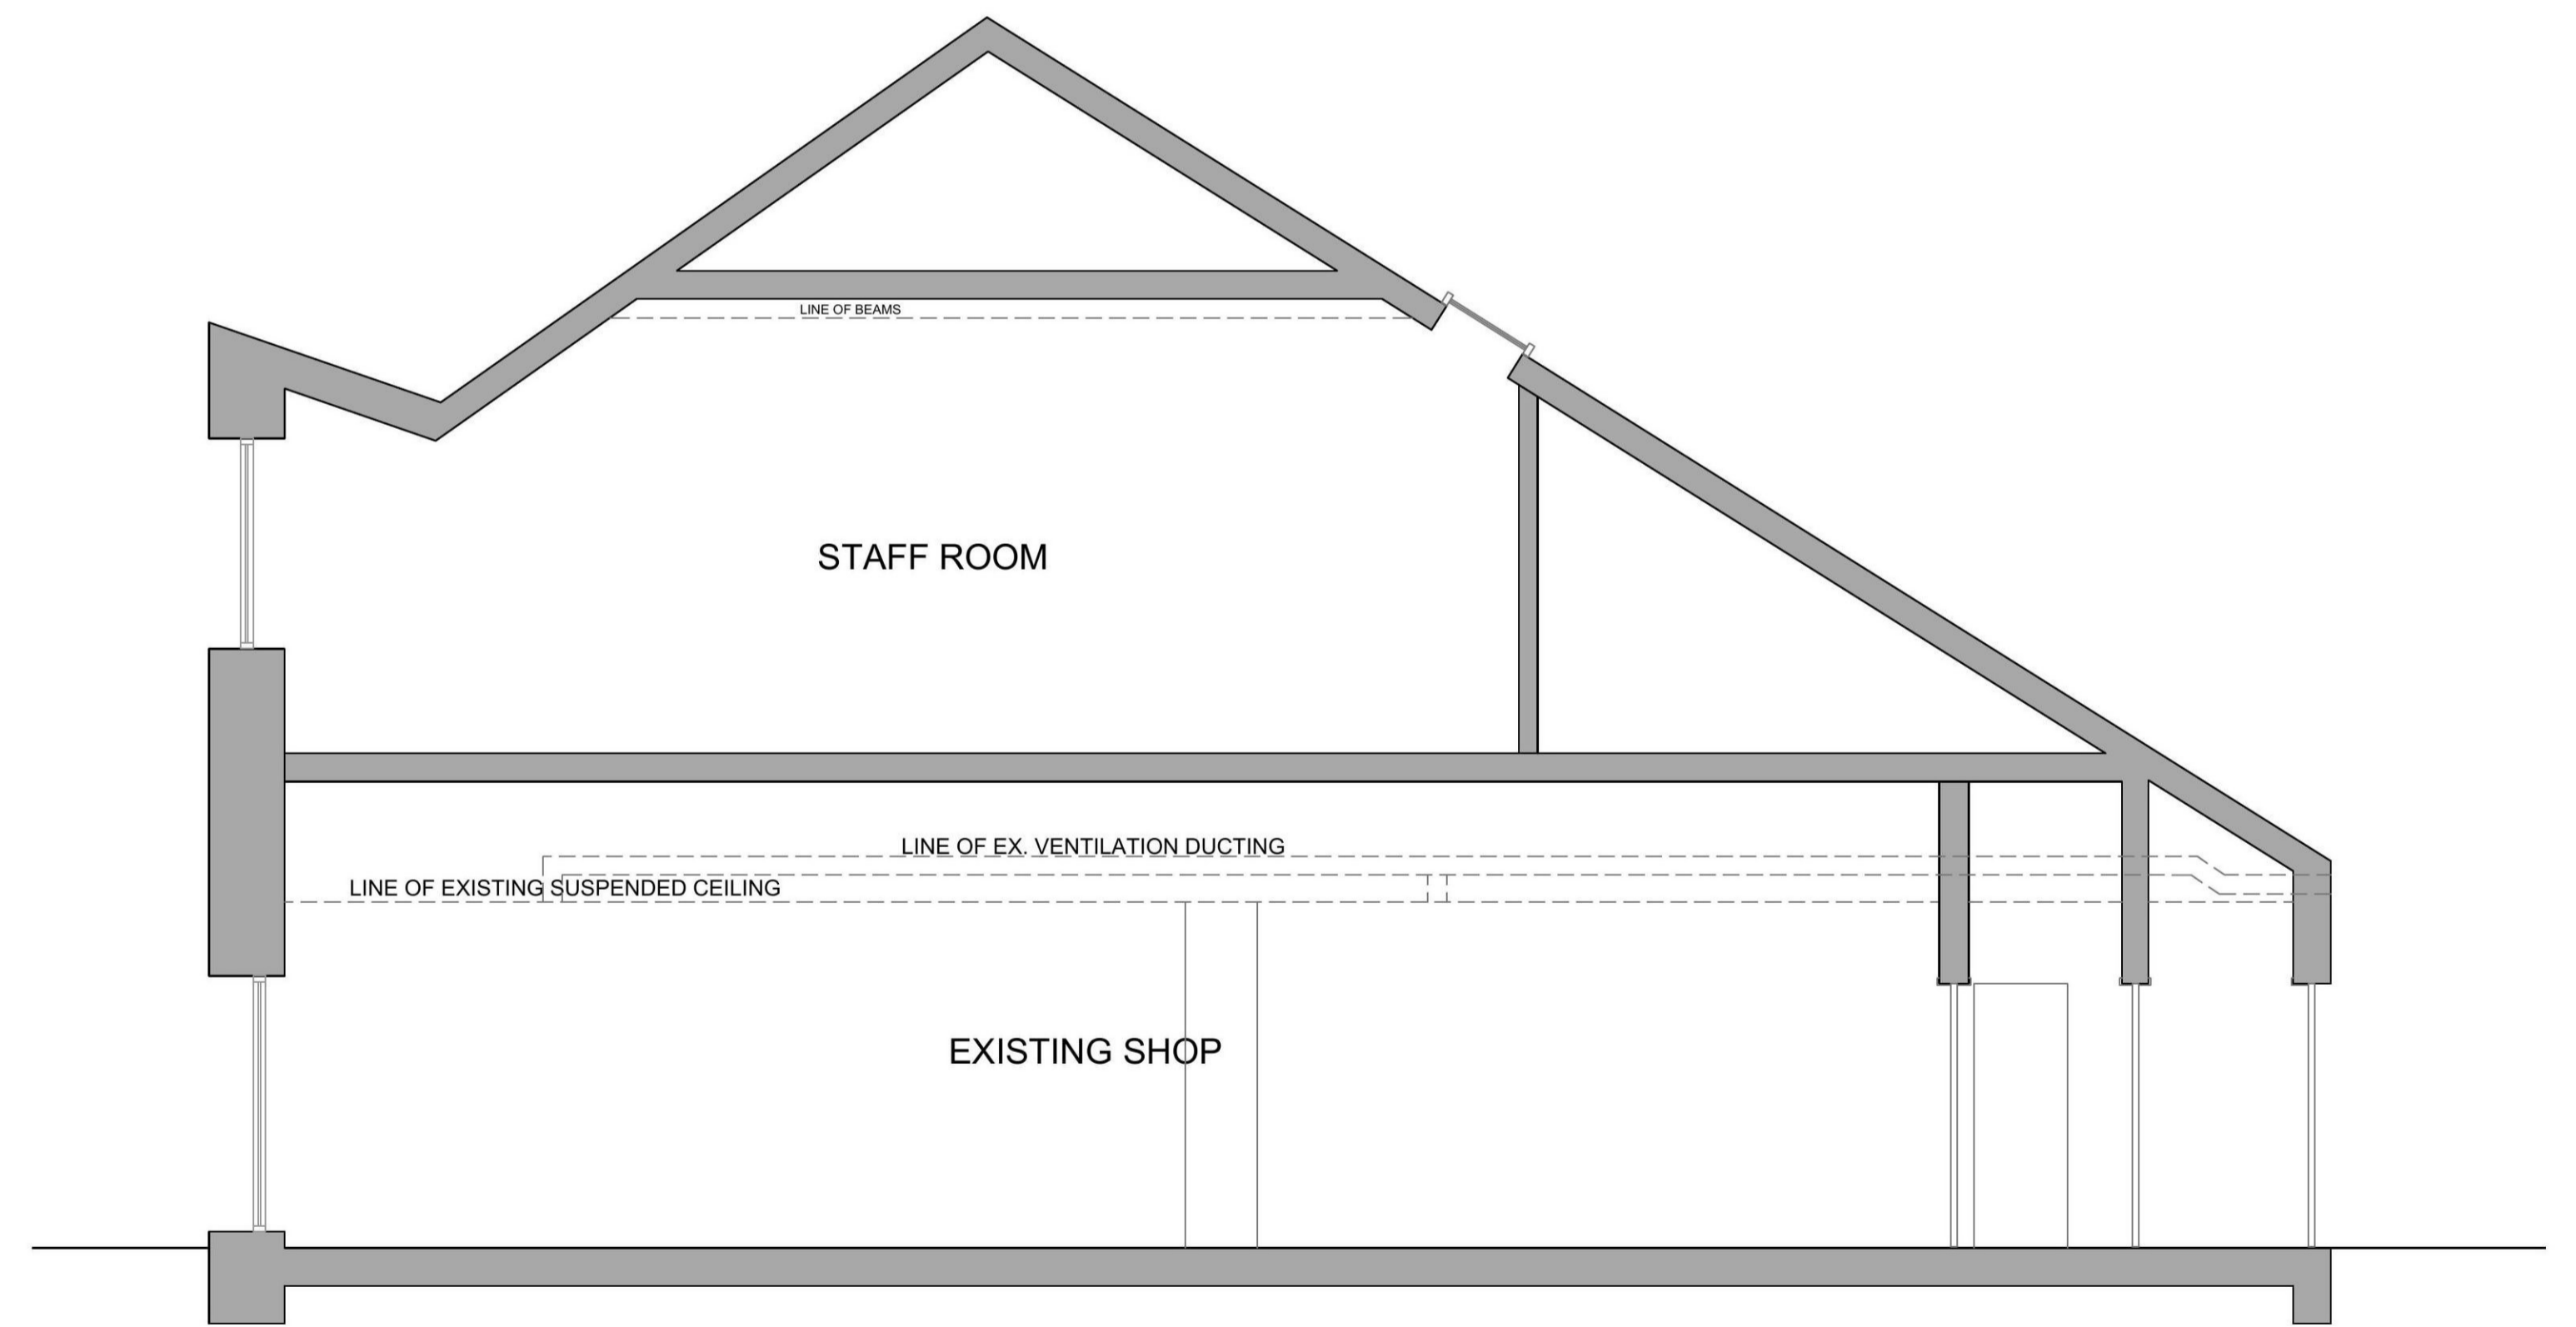 LINE OF BEAMS
STAFF ROOM
LINE OF EX. VENTILATION DUCTING
LINE OF EXISTING SUSPENDED CEILING
EXISTING SHOP